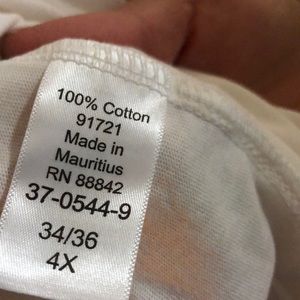 100% Cotton
91721
Made in
Mauritius
RN 88842
37-0544-9
34/36
4X